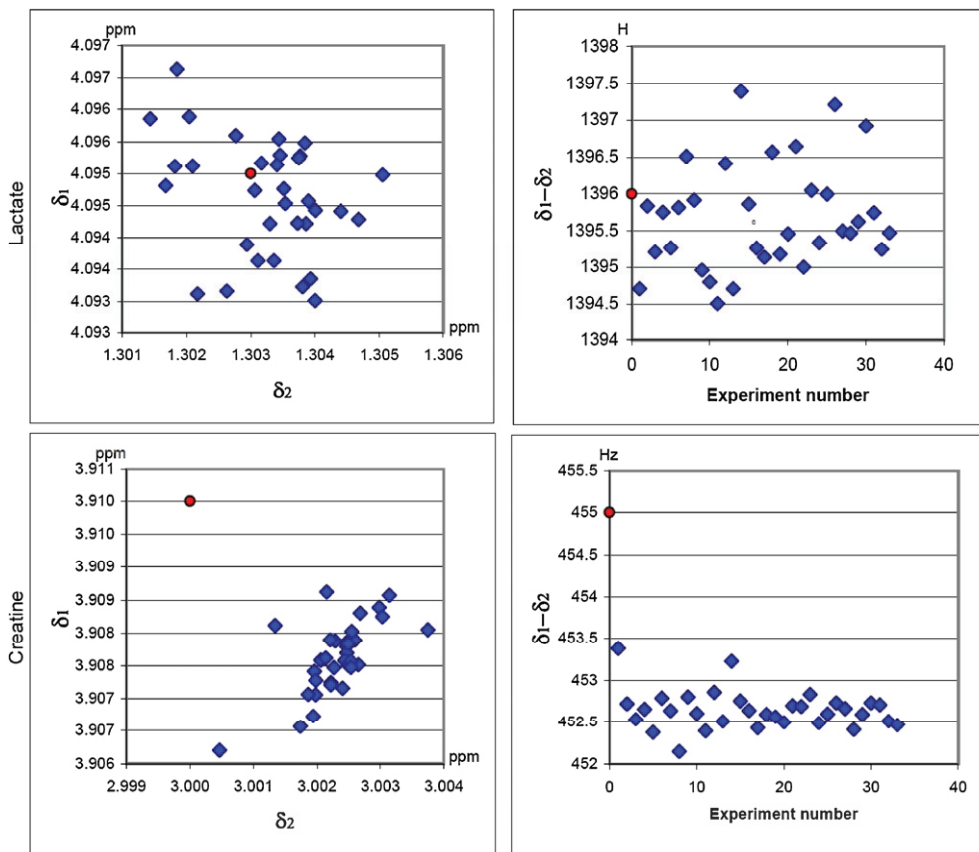 Lactate
ppm
4.097
4.097
4.096
4.096
4.095
4.095
4.094
4.094
4.093
4.093
δ1
1.301 1.302 1.303 1.304 1.305 1.306
ppm
δ2
H
1398
1397.5
1397
1396.5
1396
1395.5
1395
1394.5
1394
δ1–δ2
0 10 20 30 40
Experiment number
Creatine
ppm
3.911
3.910
3.910
3.909
3.909
3.908
3.908
3.907
3.907
3.906
δ1
2.999 3.000 3.001 3.002 3.003 3.004
ppm
δ2
Hz
455.5
455
454.5
454
453.5
453
452.5
452
δ1–δ2
0 10 20 30 40
Experiment number